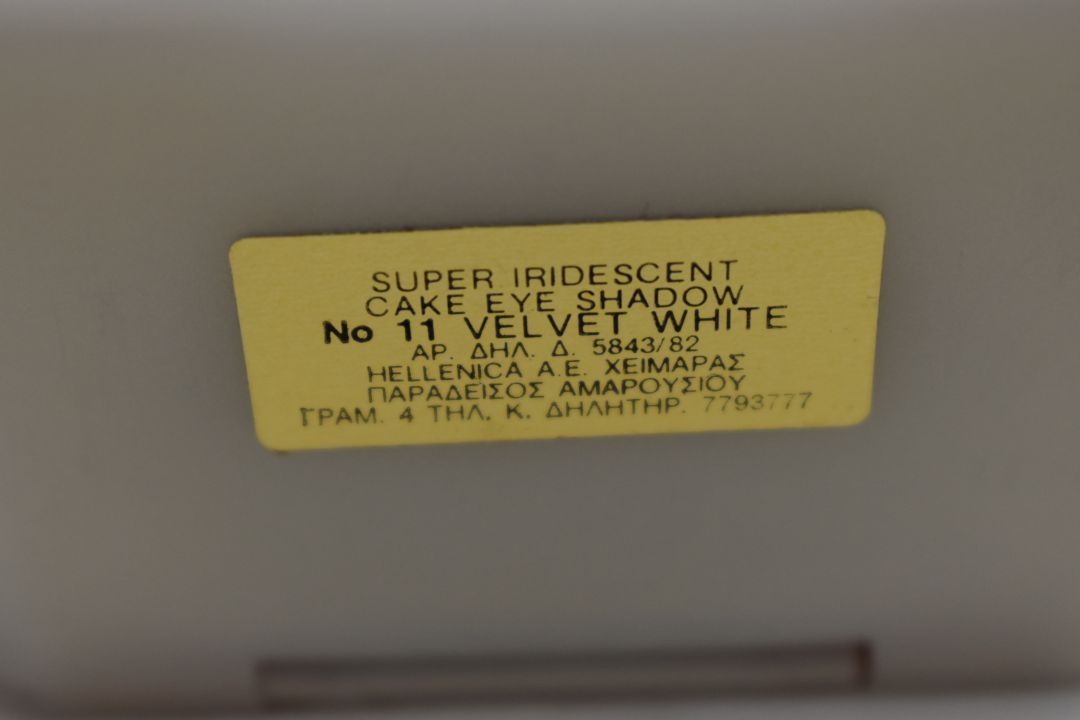 SUPER IRIDESCENT
CAKE EYE SHADOW
No 11 VELVET WHITE
ΑΡ. ΔΗΛ. Δ. 5843/82
HELLENICA A.E. ΧΕΙΜΑΡΑΣ
ΠΑΡΑΔΕΙΣΟΣ ΑΜΑΡΟΥΣΙΟΥ
ΓΡΑΜ. 4 ΤΗΛ. Κ. ΔΗΛΗΤΗΡ. 7793777